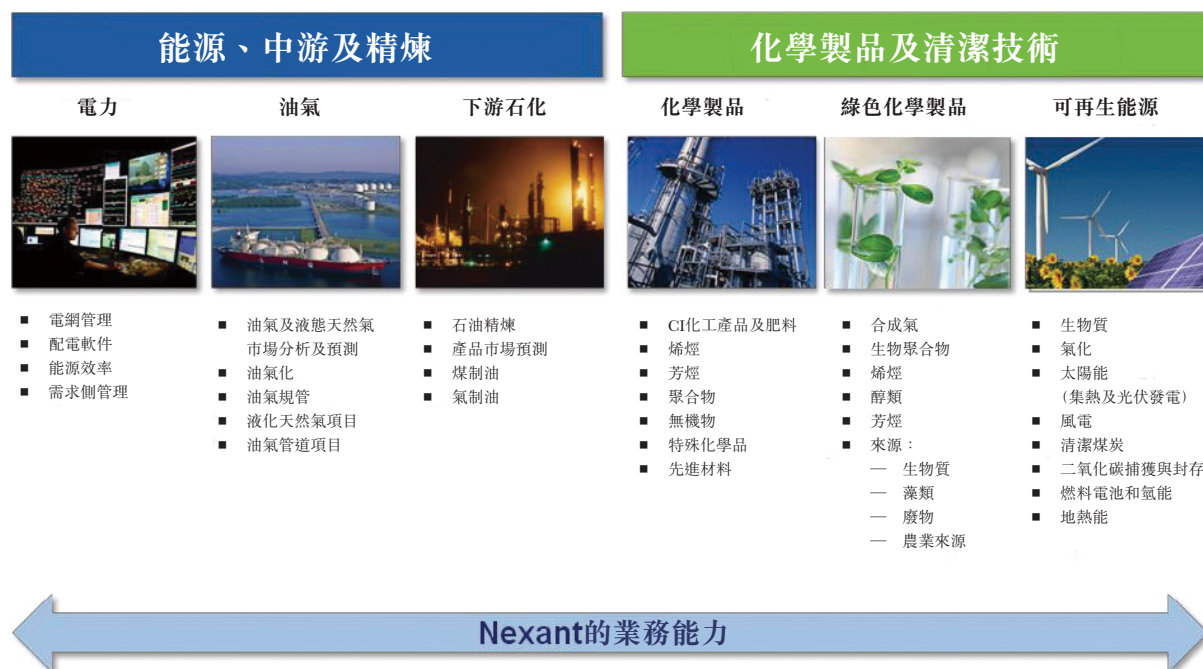 能源、中游及精煉
化學製品及清潔技術
電力
油氣
下游石化
化學製品
綠色化學製品
可再生能源
■ 電網管理
■ 配電軟件
■ 能源效率
■ 需求側管理
■ 油氣及液態天然氣
市場分析及預測
■ 油氣化
■ 油氣規管
■ 液化天然氣項目
■ 油氣管道項目
■ 石油精煉
■ 產品市場預測
■ 煤制油
■ 氣制油
■ CI化工產品及肥料
■ 烯烴
■ 芳烴
■ 聚合物
■ 無機物
■ 特殊化學品
■ 先進材料
■ 合成氣
■ 生物聚合物
■ 烯烴
■ 醇類
■ 芳烴
■ 來源：
— 生物質
— 藻類
— 廢物
— 農業來源
■ 生物質
■ 氣化
■ 太陽能
（集熱及光伏發電）
■ 風電
■ 清潔煤炭
■ 二氧化碳捕獲與封存
■ 燃料電池和氫能
■ 地熱能
Nexant的業務能力